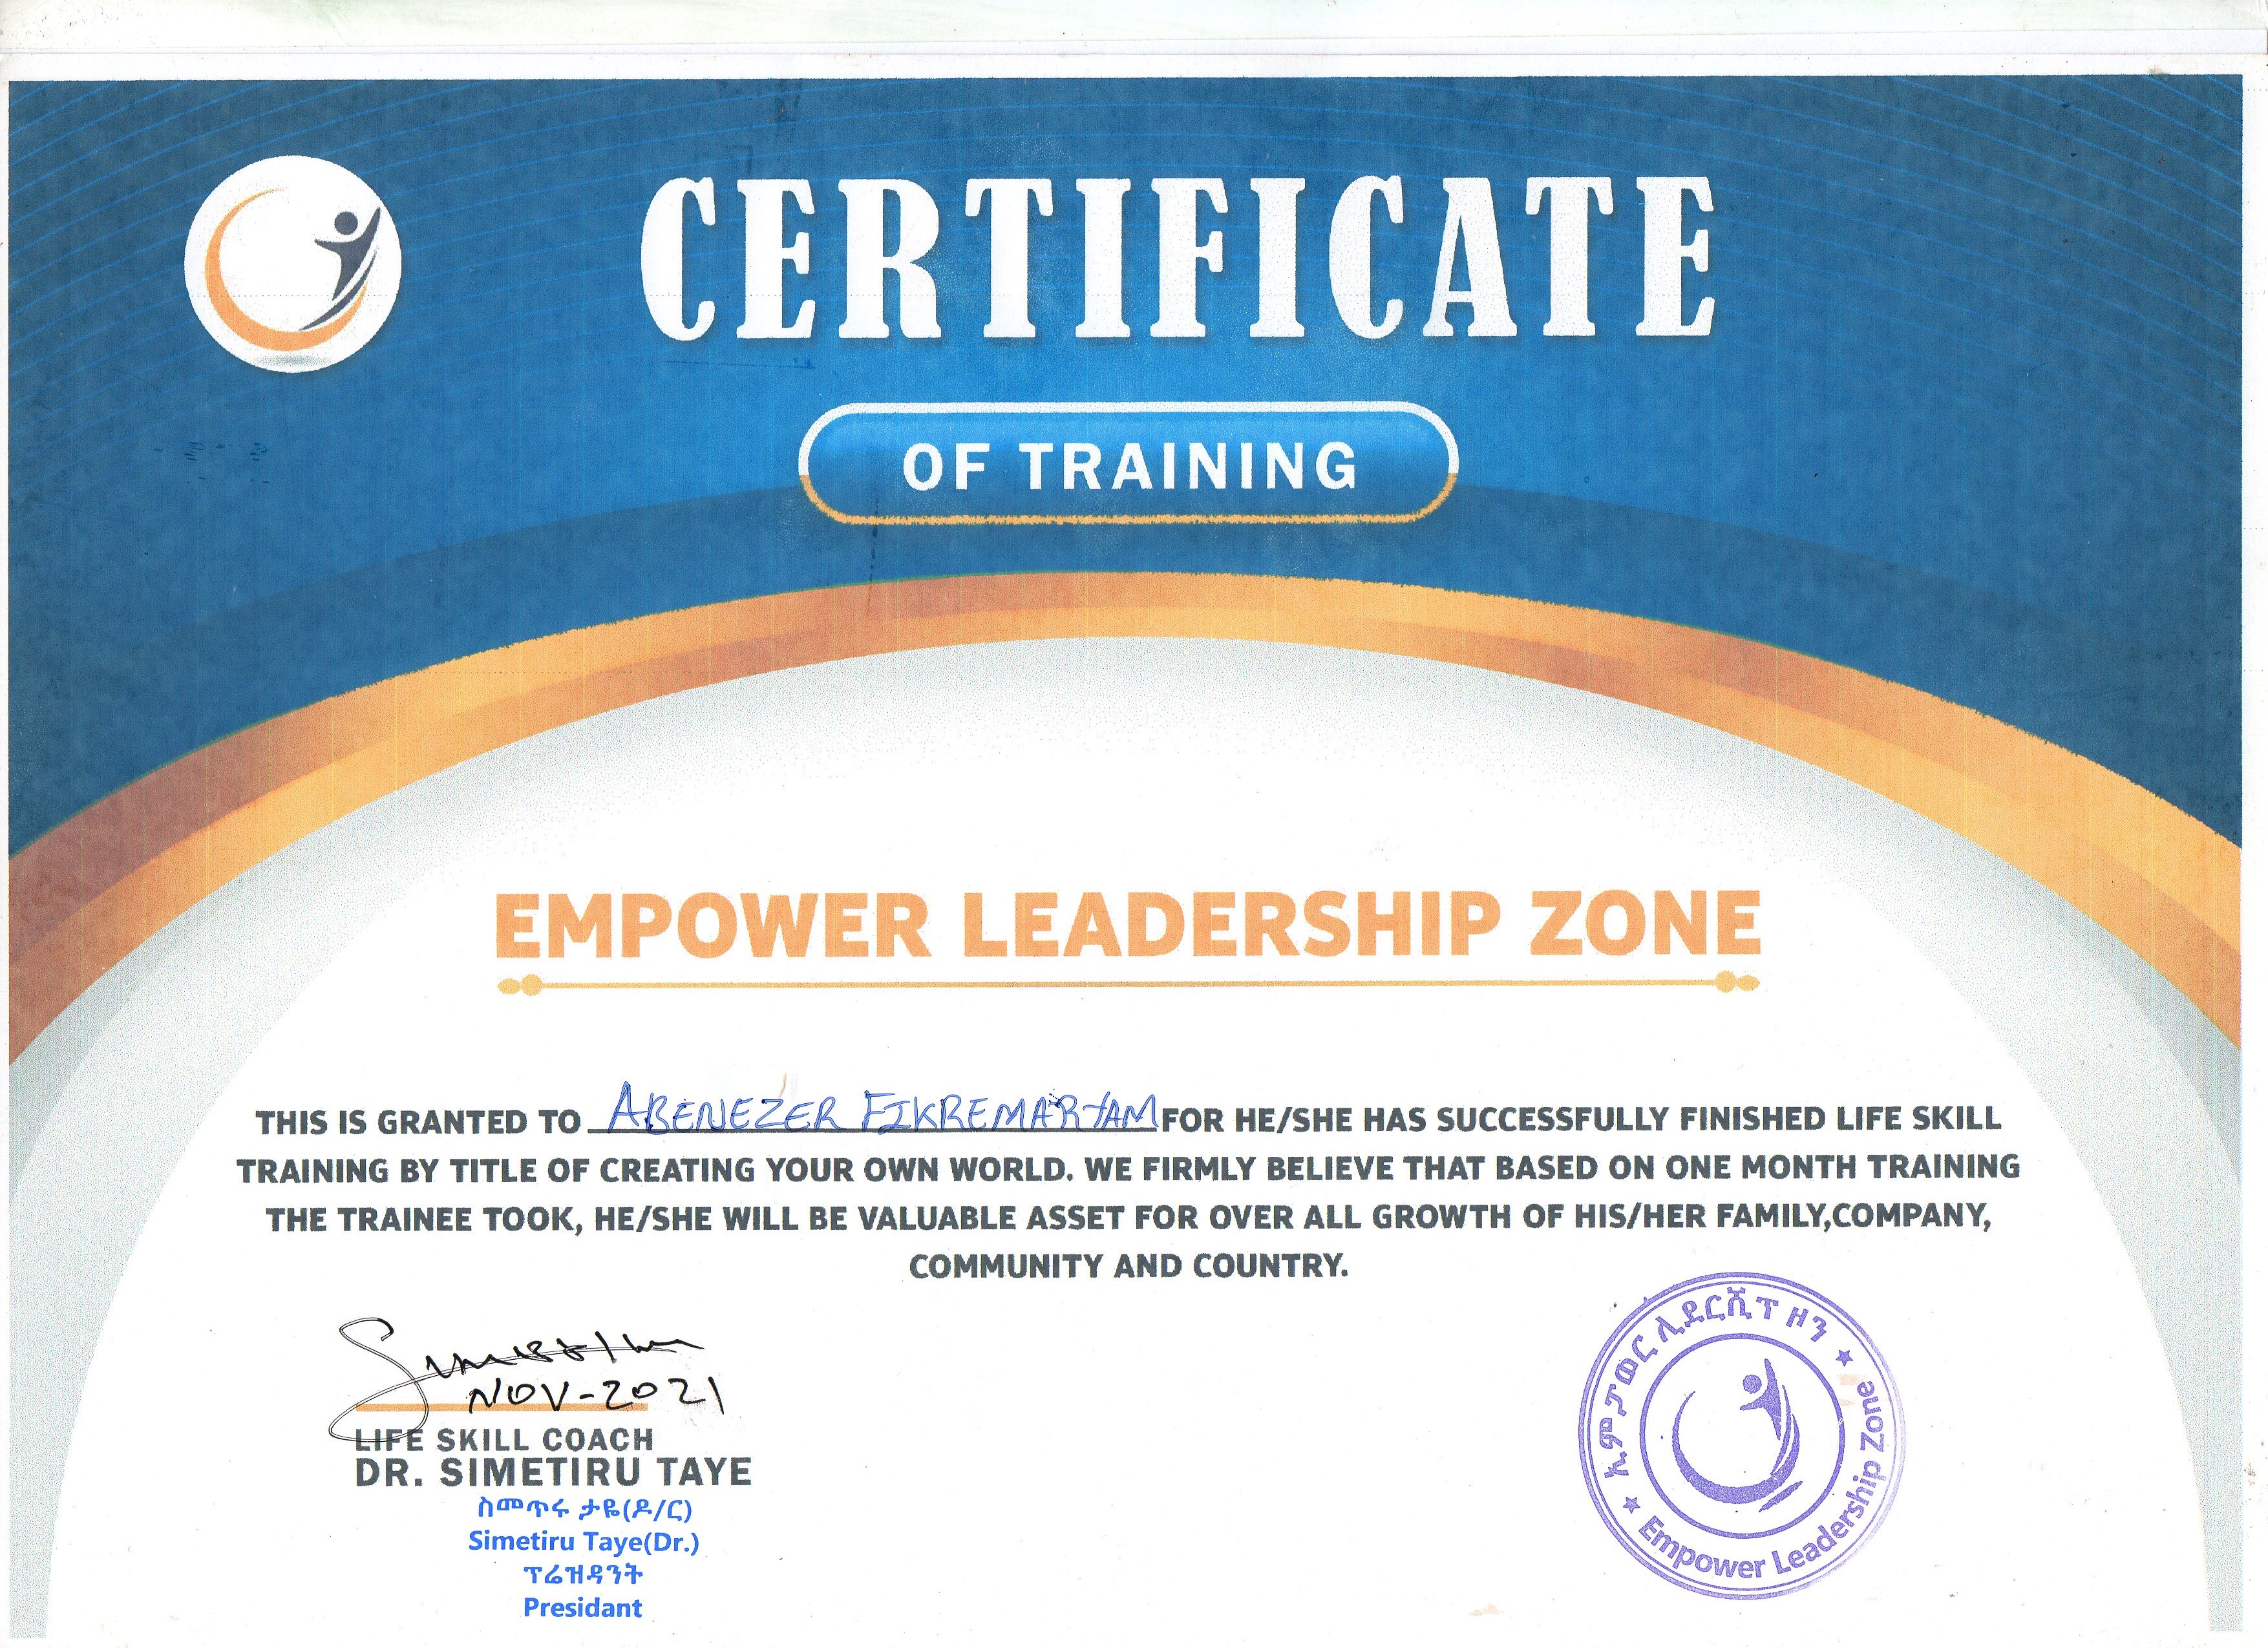 CERTIFICATE
OF TRAINING
EMPOWER LEADERSHIP ZONE
THIS IS GRANTED TO ABENEZER FIKREMARIAM FOR HE/SHE HAS SUCCESSFULLY FINISHED LIFE SKILL
TRAINING BY TITLE OF CREATING YOUR OWN WORLD. WE FIRMLY BELIEVE THAT BASED ON ONE MONTH TRAINING
THE TRAINEE TOOK, HE/SHE WILL BE VALUABLE ASSET FOR OVER ALL GROWTH OF HIS/HER FAMILY,COMPANY,
COMMUNITY AND COUNTRY.
NOV-2021
LIFE SKILL COACH
DR. SIMETIRU TAYE
ስመጥሩ ታዬ(ዶ/ር)
Simetiru Taye(Dr.)
ፕሬዝዳንት
Presidant
ኢምፓወር ሊደርሺፕ ዞን
Empower Leadership Zone